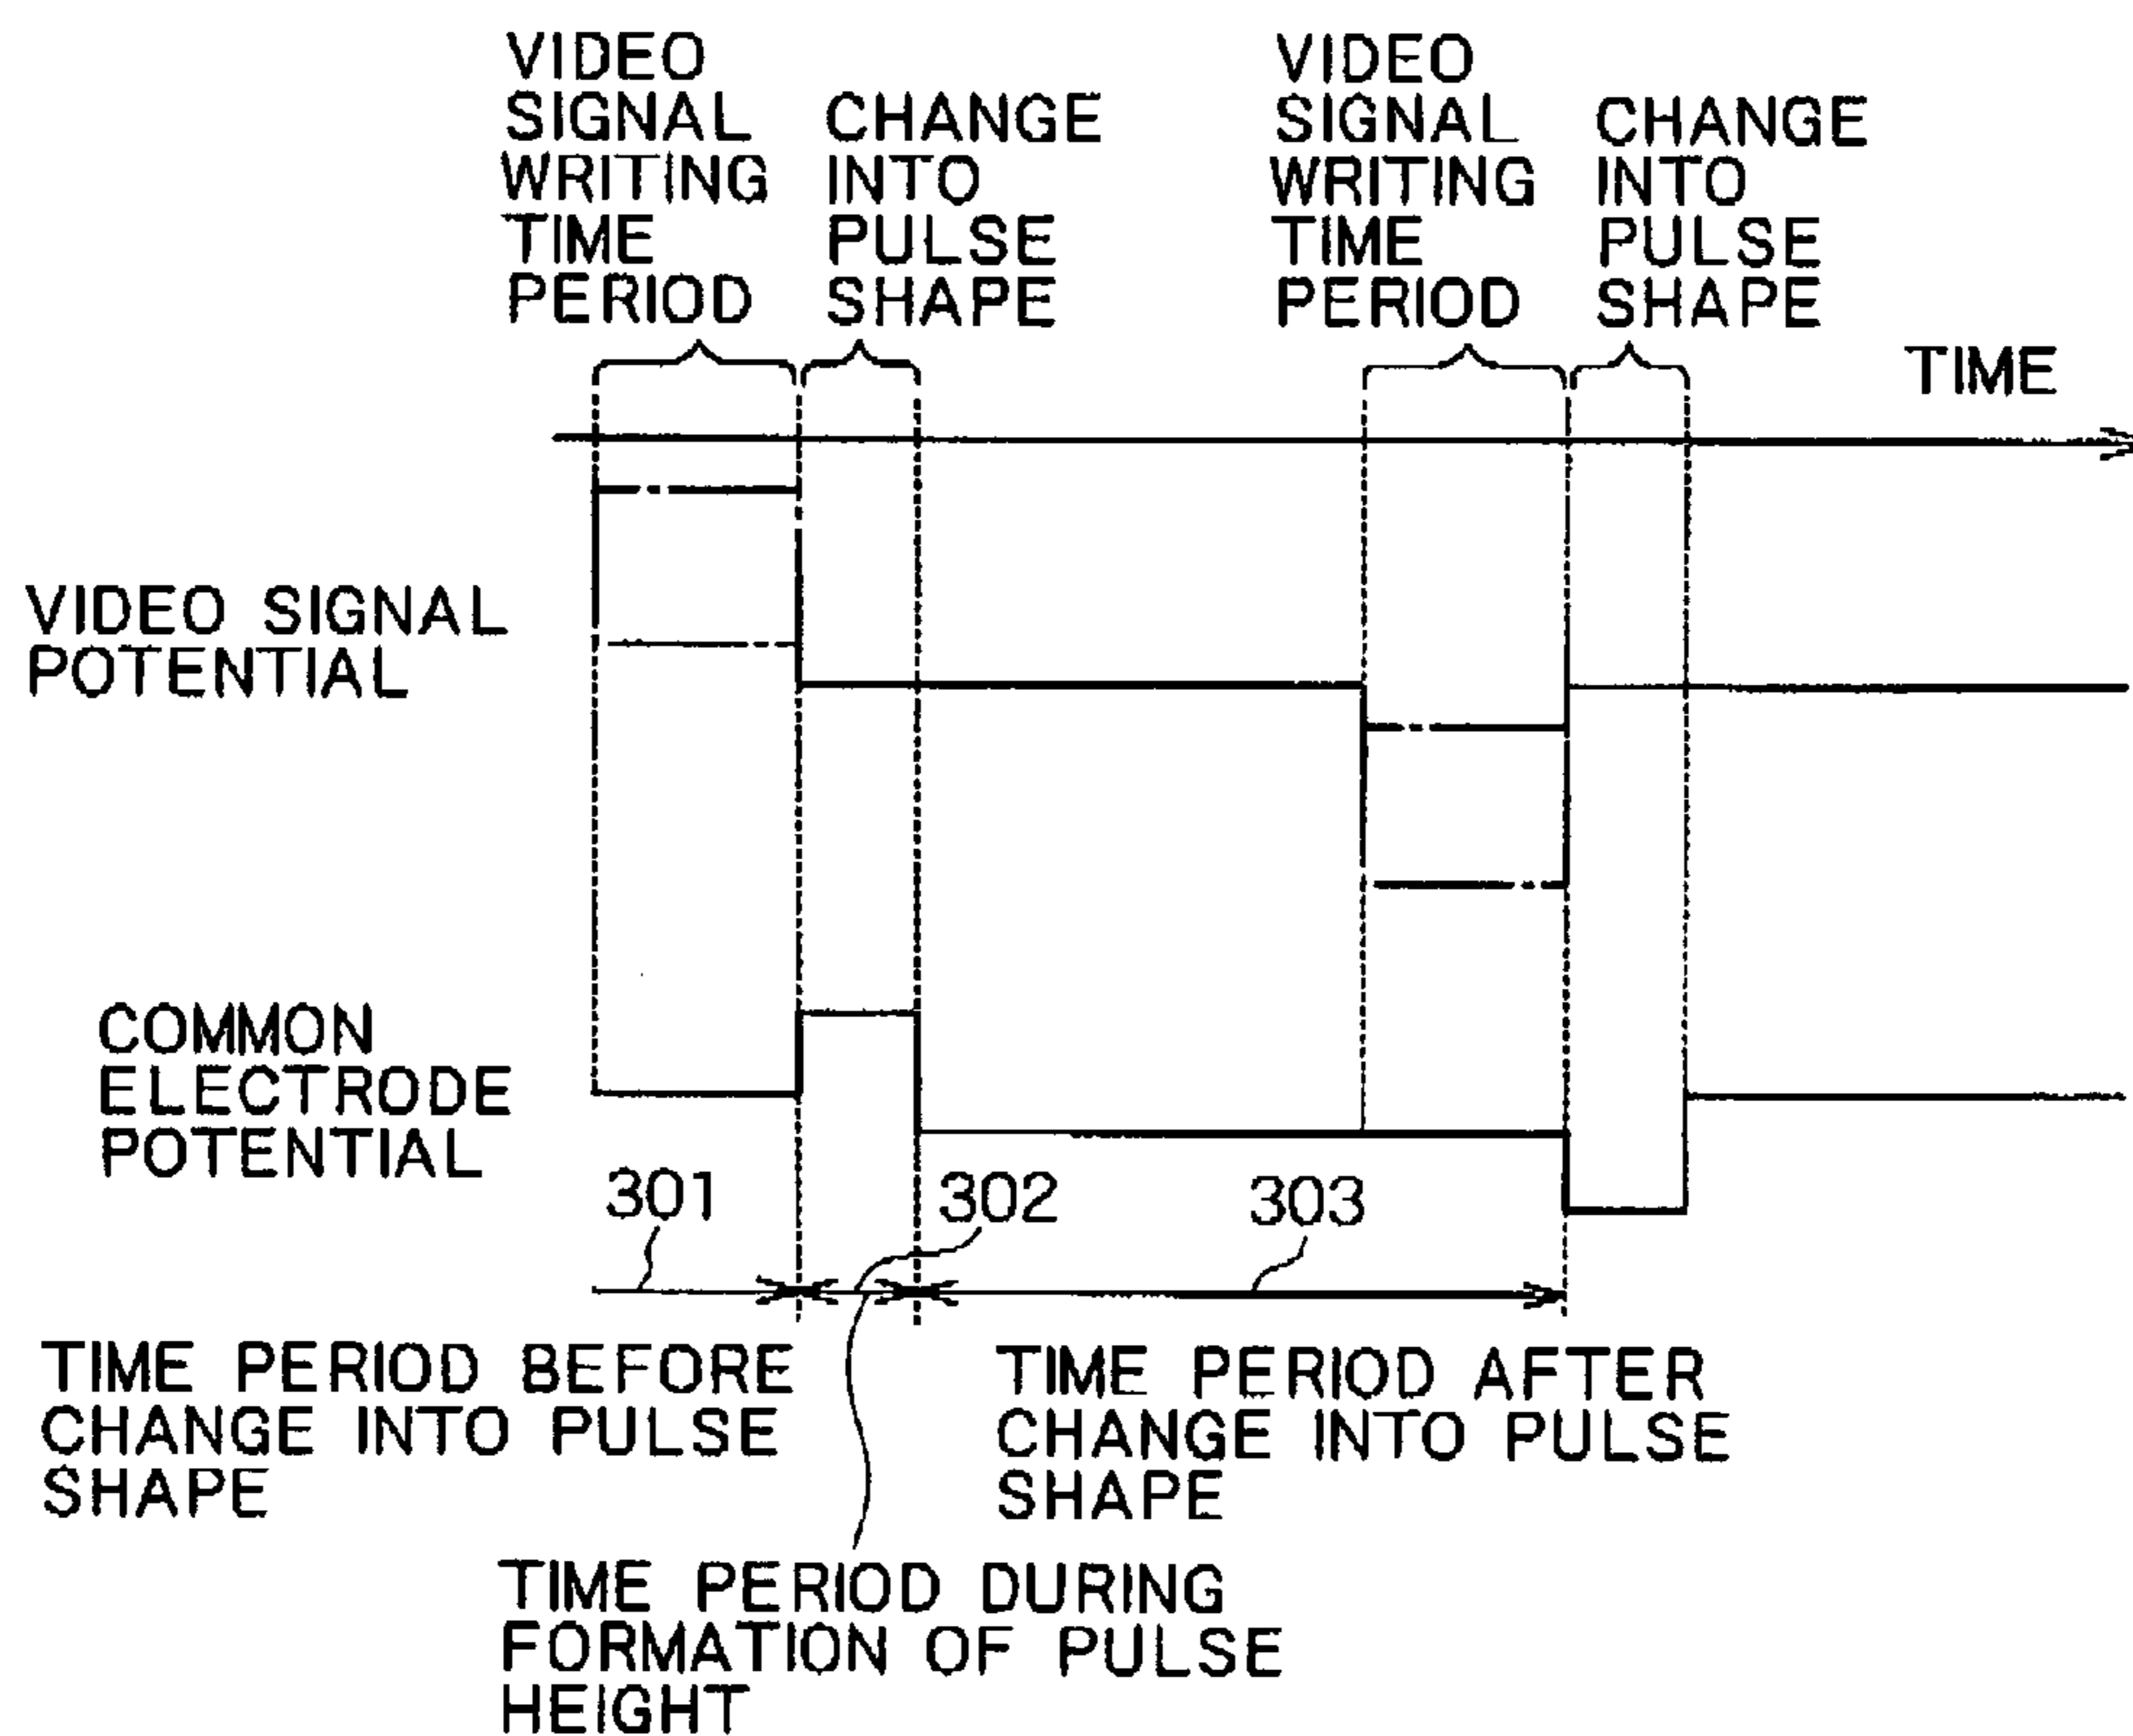 VIDEO
SIGNAL
WRITING
TIME
PERIOD
CHANGE
INTO
PULSE
SHAPE
VIDEO
SIGNAL
WRITING
TIME
PERIOD
CHANGE
INTO
PULSE
SHAPE
TIME
VIDEO SIGNAL
POTENTIAL
COMMON
ELECTRODE
POTENTIAL
301
302
303
TIME PERIOD BEFORE
CHANGE INTO PULSE
SHAPE
TIME PERIOD AFTER
CHANGE INTO PULSE
SHAPE
TIME PERIOD DURING
FORMATION OF PULSE
HEIGHT